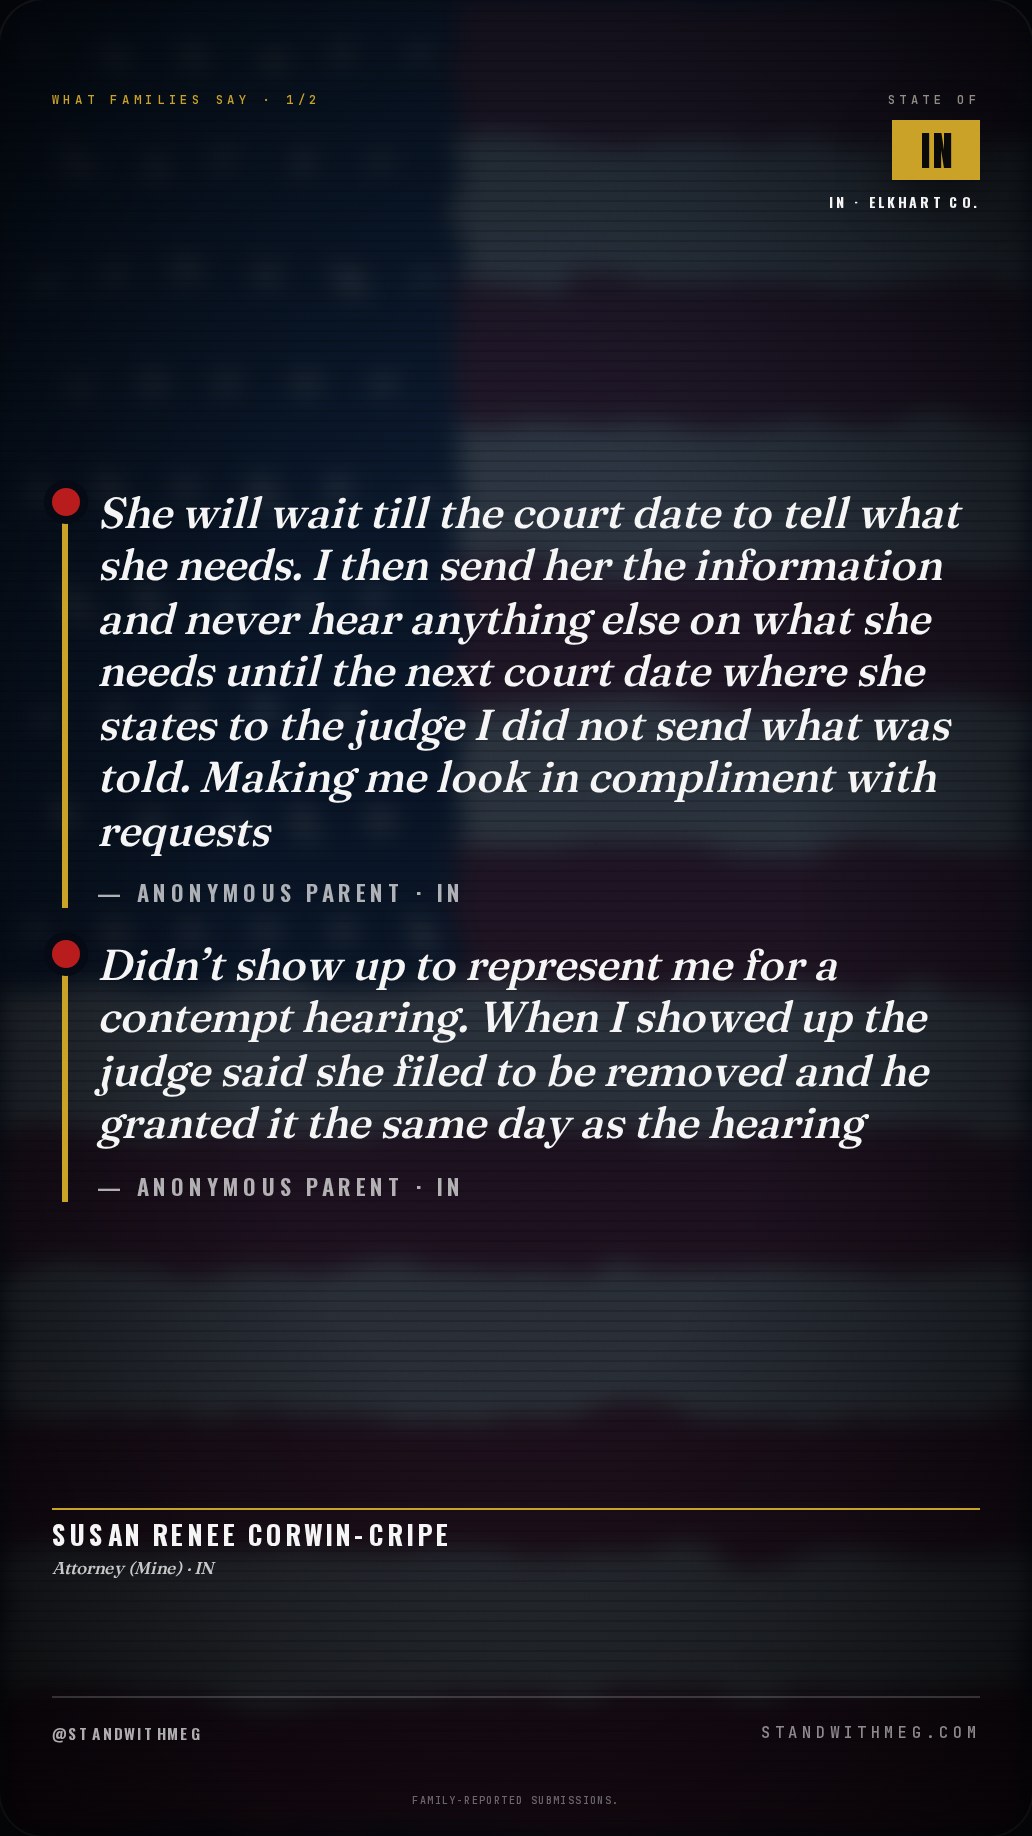 WHAT FAMILIES SAY · 1/2
STATE OF
IN
IN · ELKHART CO.
She will wait till the court date to tell what
she needs. I then send her the information
and never hear anything else on what she
needs until the next court date where she
states to the judge I did not send what was
told. Making me look in compliment with
requests
— ANONYMOUS PARENT · IN
Didn’t show up to represent me for a
contempt hearing. When I showed up the
judge said she filed to be removed and he
granted it the same day as the hearing
— ANONYMOUS PARENT · IN
SUSAN RENEE CORWIN-CRIPE
Attorney (Mine) · IN
@STANDWITHMEG
STANDWITHMEG.COM
FAMILY-REPORTED SUBMISSIONS.